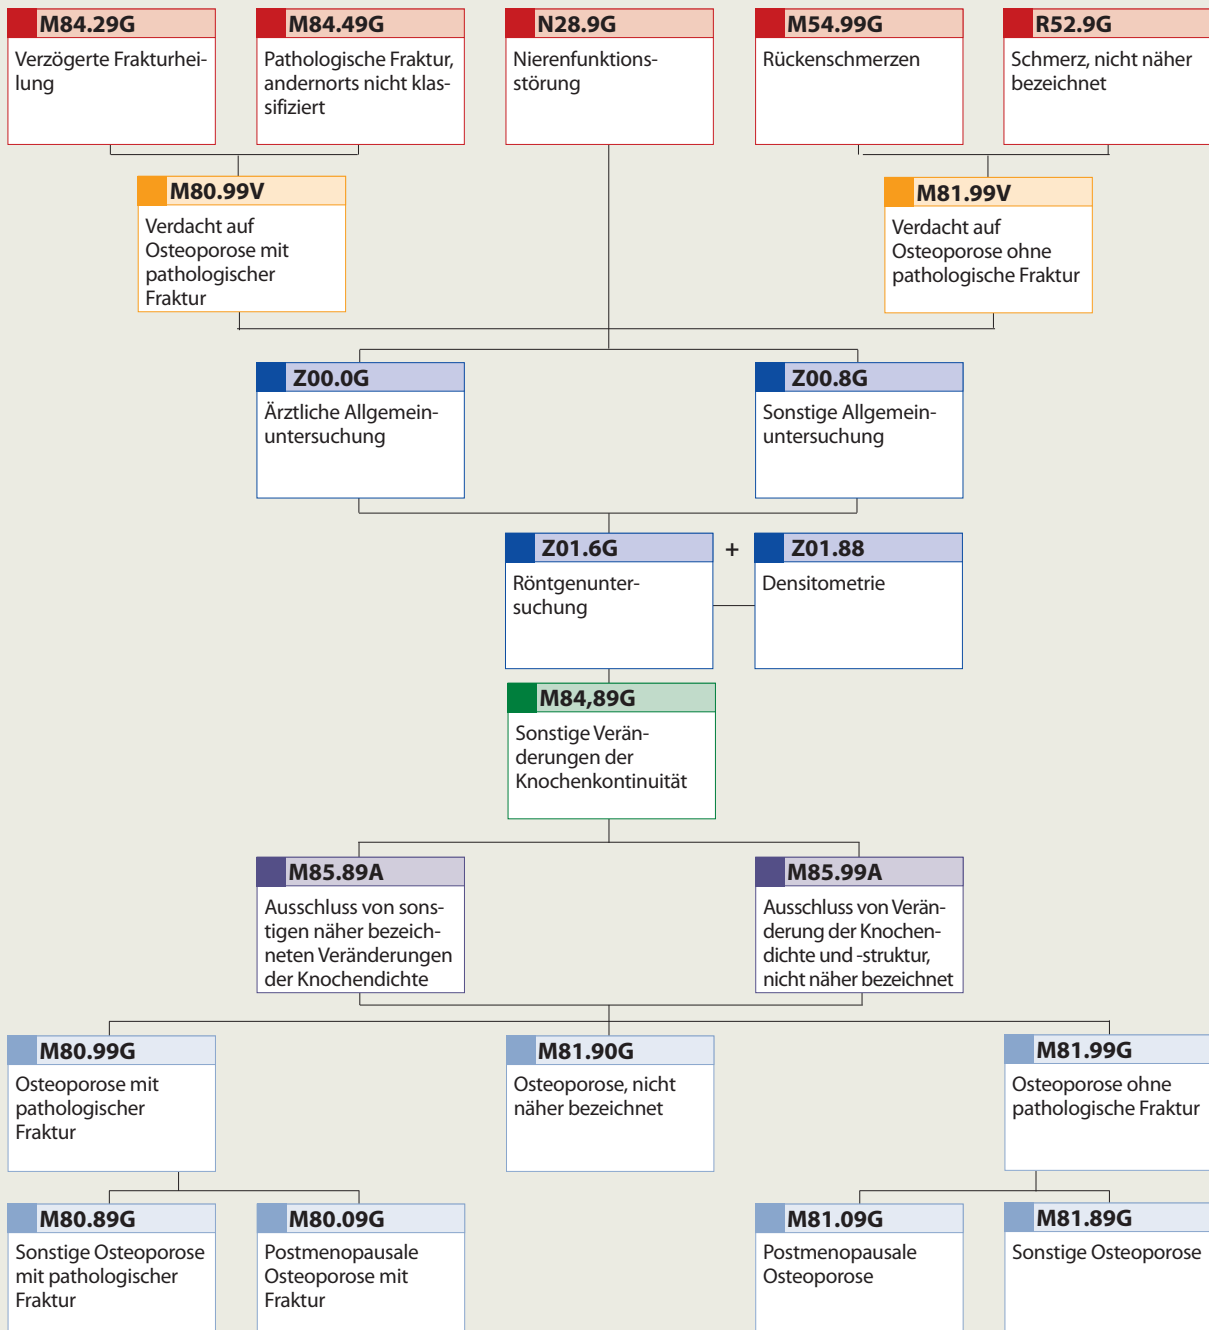 M84.29G
Verzögerte Frakturhei-
lung
M84.49G
Pathologische Fraktur,
andernorts nicht klas-
sifiziert
N28.9G
Nierenfunktions-
störung
M54.99G
Rückenschmerzen
R52.9G
Schmerz, nicht näher
bezeichnet
M80.99V
Verdacht auf
Osteoporose mit
pathologischer
Fraktur
M81.99V
Verdacht auf
Osteoporose ohne
pathologische Fraktur
Z00.0G
Ärztliche Allgemein-
untersuchung
Z00.8G
Sonstige Allgemein-
untersuchung
Z01.6G
Röntgenunter-
suchung
+
Z01.88
Densitometrie
M84,89G
Sonstige Verän-
derungen der
Knochenkontinuität
M85.89A
Ausschluss von sons-
tigen näher bezeich-
neten Veränderungen
der Knochendichte
M85.99A
Ausschluss von Verän-
derung der Knochen-
dichte und -struktur,
nicht näher bezeichnet
M80.99G
Osteoporose mit
pathologischer
Fraktur
M81.90G
Osteoporose, nicht
näher bezeichnet
M81.99G
Osteoporose ohne
pathologische Fraktur
M80.89G
Sonstige Osteoporose
mit pathologischer
Fraktur
M80.09G
Postmenopausale
Osteoporose mit
Fraktur
M81.09G
Postmenopausale
Osteoporose
M81.89G
Sonstige Osteoporose